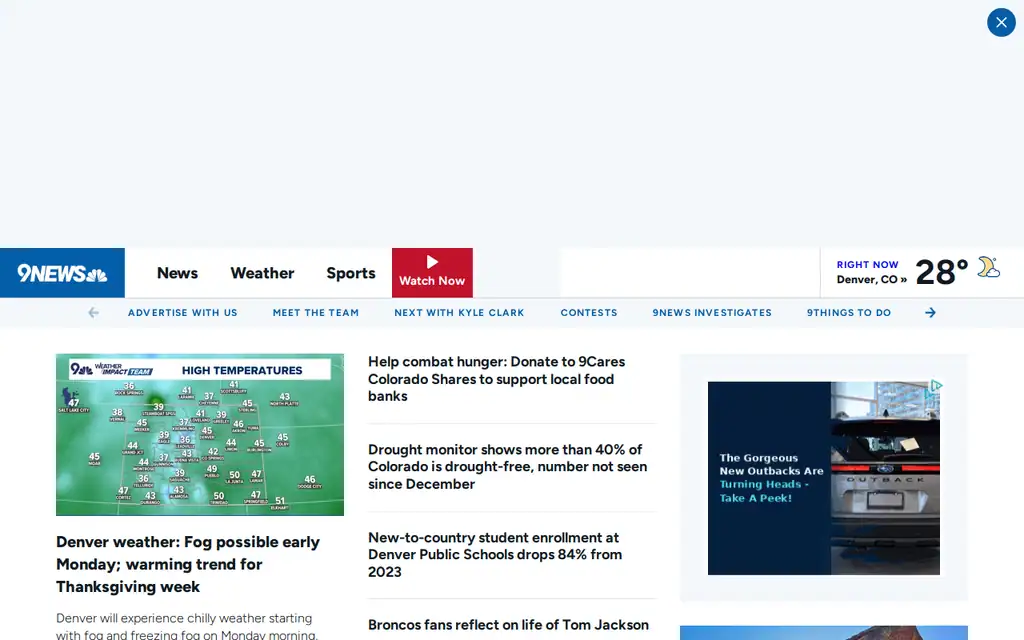 9NEWS
News
Weather
Sports
Watch Now
RIGHT NOW
Denver, CO »
28°
ADVERTISE WITH US
MEET THE TEAM
NEXT WITH KYLE CLARK
CONTESTS
9NEWS INVESTIGATES
9THINGS TO DO
WEATHER
IMPACT TEAM
HIGH TEMPERATURES
Denver weather: Fog possible early
Monday; warming trend for
Thanksgiving week
Denver will experience chilly weather starting
with fog and freezing fog on Monday morning,
Help combat hunger: Donate to 9Cares
Colorado Shares to support local food
banks
Drought monitor shows more than 40% of
Colorado is drought-free, number not seen
since December
New-to-country student enrollment at
Denver Public Schools drops 84% from
2023
Broncos fans reflect on life of Tom Jackson
The Gorgeous
New Outbacks Are
Turning Heads -
Take A Peek!
OUTBACK